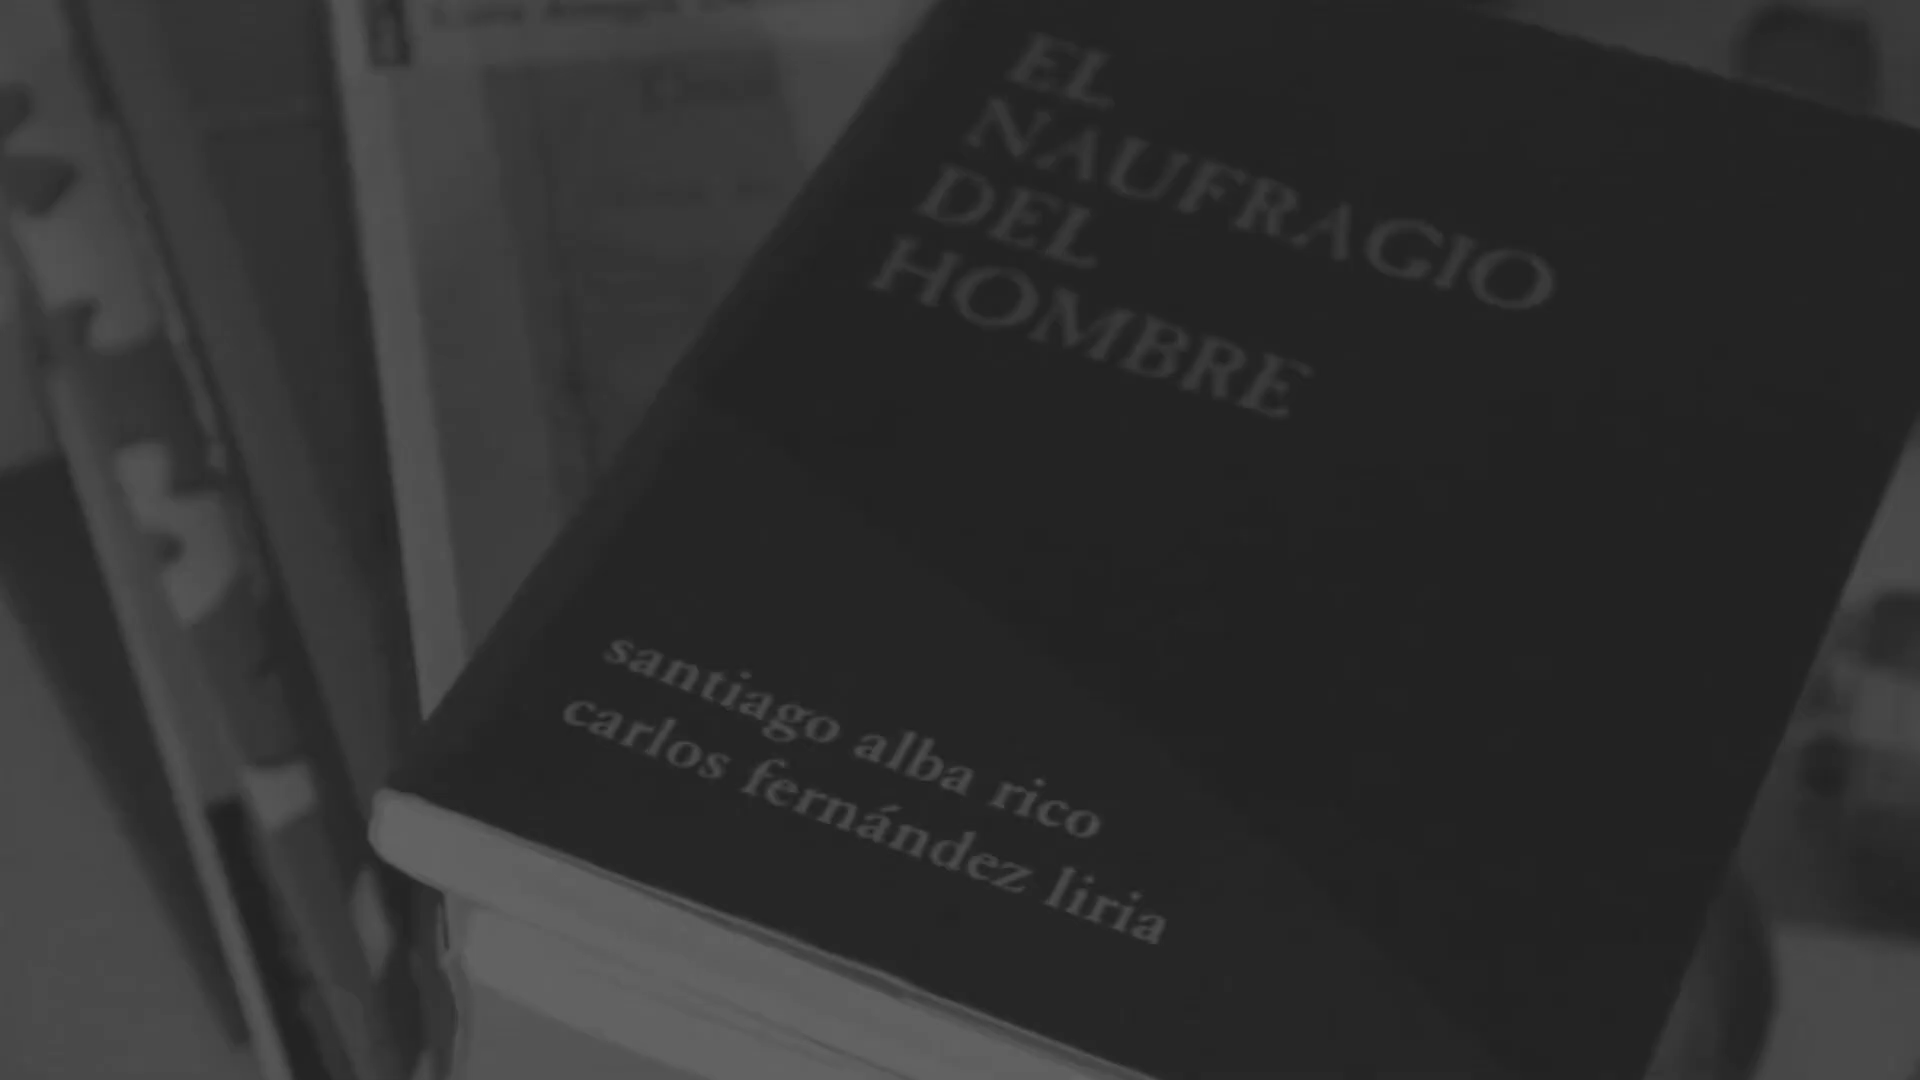 EL
NAUFRAGIO
DEL
HOMBRE
santiago alba rico
carlos fernández liria